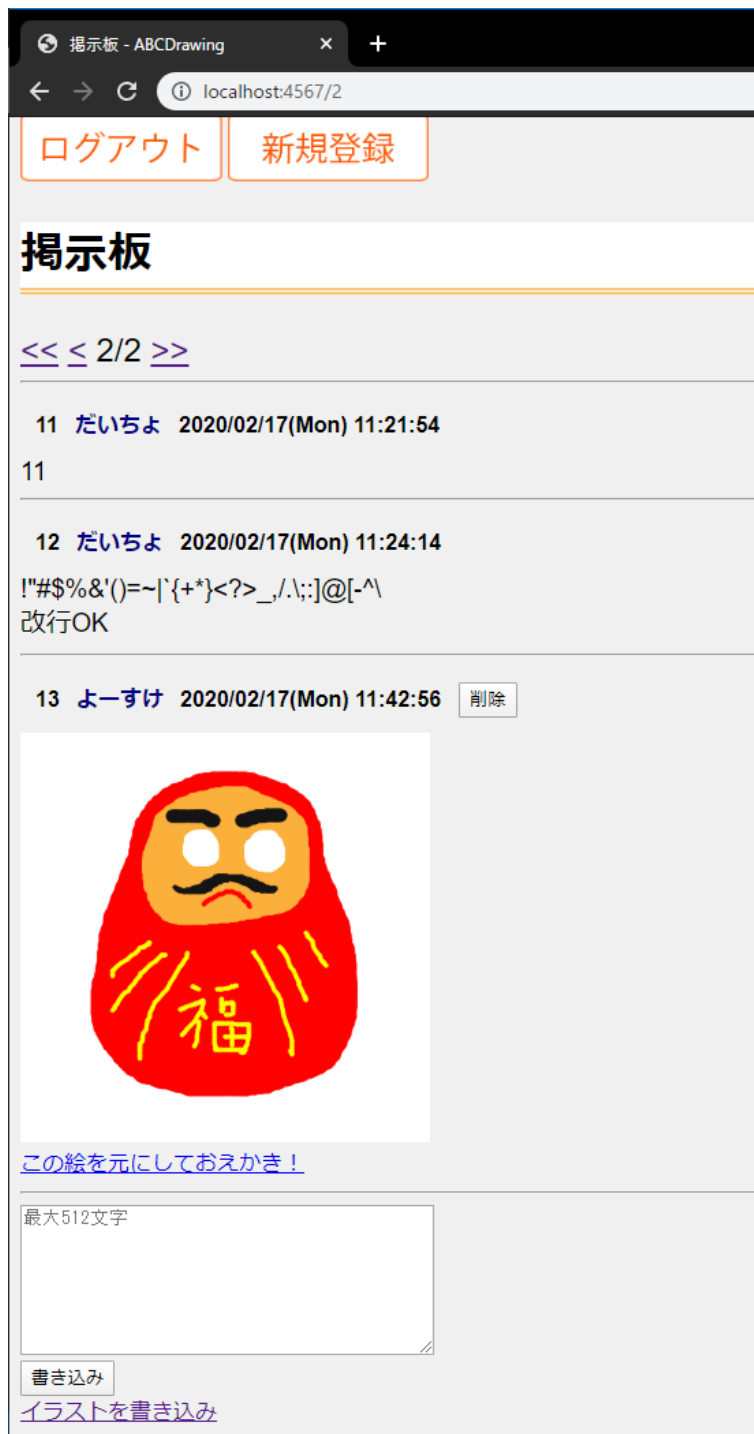 掲示板 - ABCDrawing
localhost:4567/2
ログアウト 新規登録
掲示板
<< < 2/2 >>
11 だいちょ 2020/02/17(Mon) 11:21:54
11
12 だいちょ 2020/02/17(Mon) 11:24:14
!"#$%&'()=~|`{+*}<?>_,/.\;:]@[-^\
改行OK
13 よーすけ 2020/02/17(Mon) 11:42:56 削除
福
この絵を元にしておえかき！
最大512文字
書き込み
イラストを書き込み